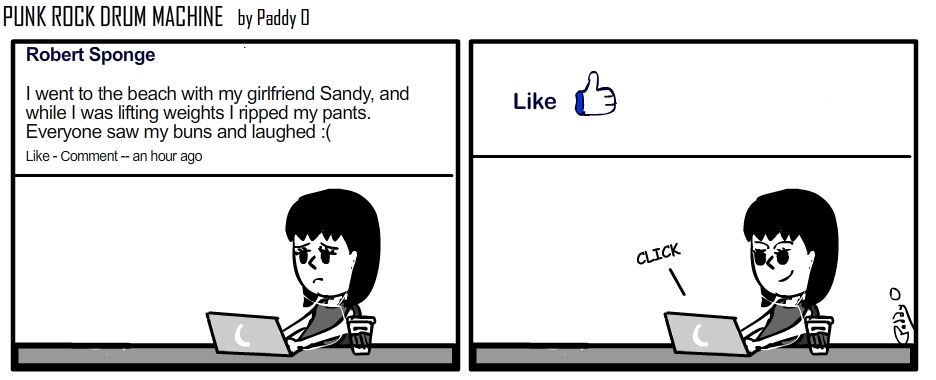 PUNK ROCK DRUM MACHINE by Paddy O
Robert Sponge
I went to the beach with my girlfriend Sandy, and
while I was lifting weights I ripped my pants.
Everyone saw my buns and laughed :(
Like - Comment -- an hour ago
Like
CLICK
Paddy O